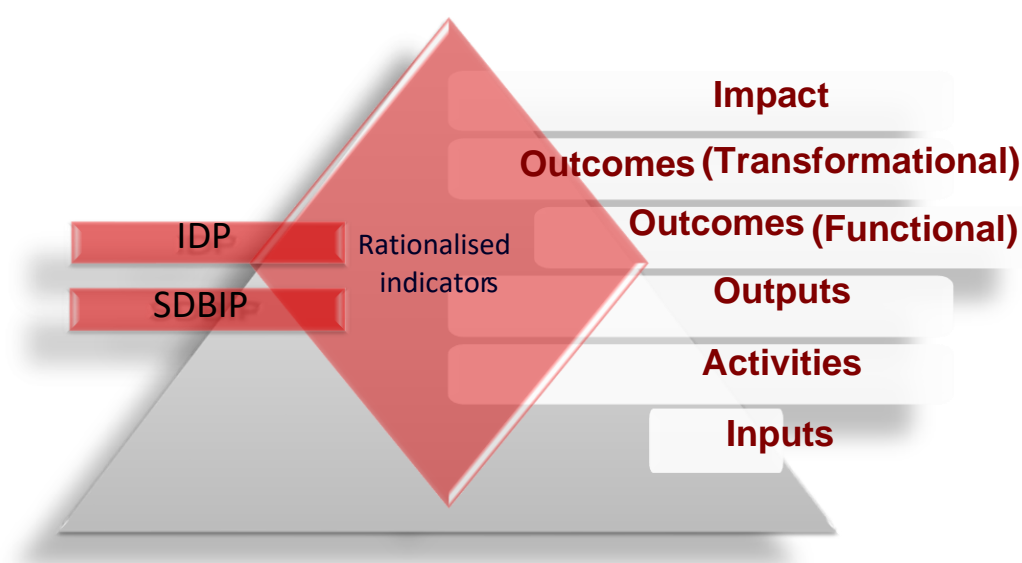 Impact
Outcomes (Transformational)
Outcomes (Functional)
IDP
Rationalised
indicators
SDBIP
Outputs
Activities
Inputs